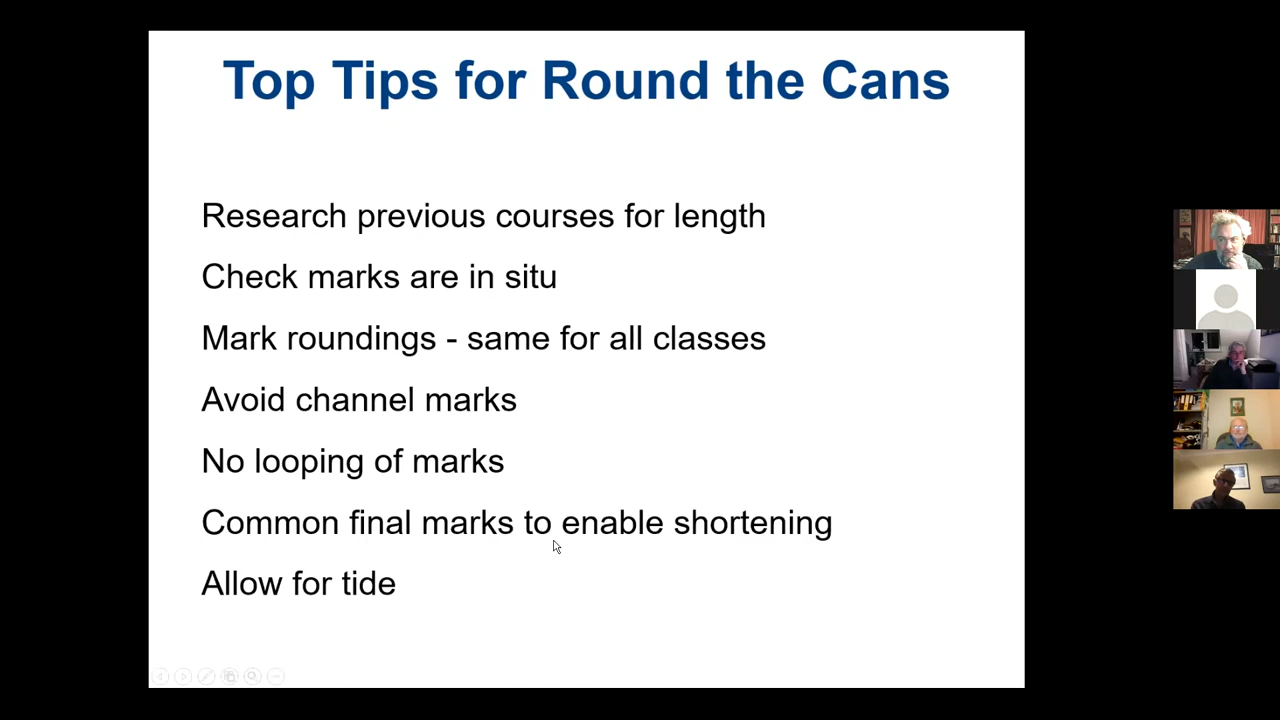 Top Tips for Round the Cans
Research previous courses for length
Check marks are in situ
Mark roundings - same for all classes
Avoid channel marks
No looping of marks
Common final marks to enable shortening
Allow for tide